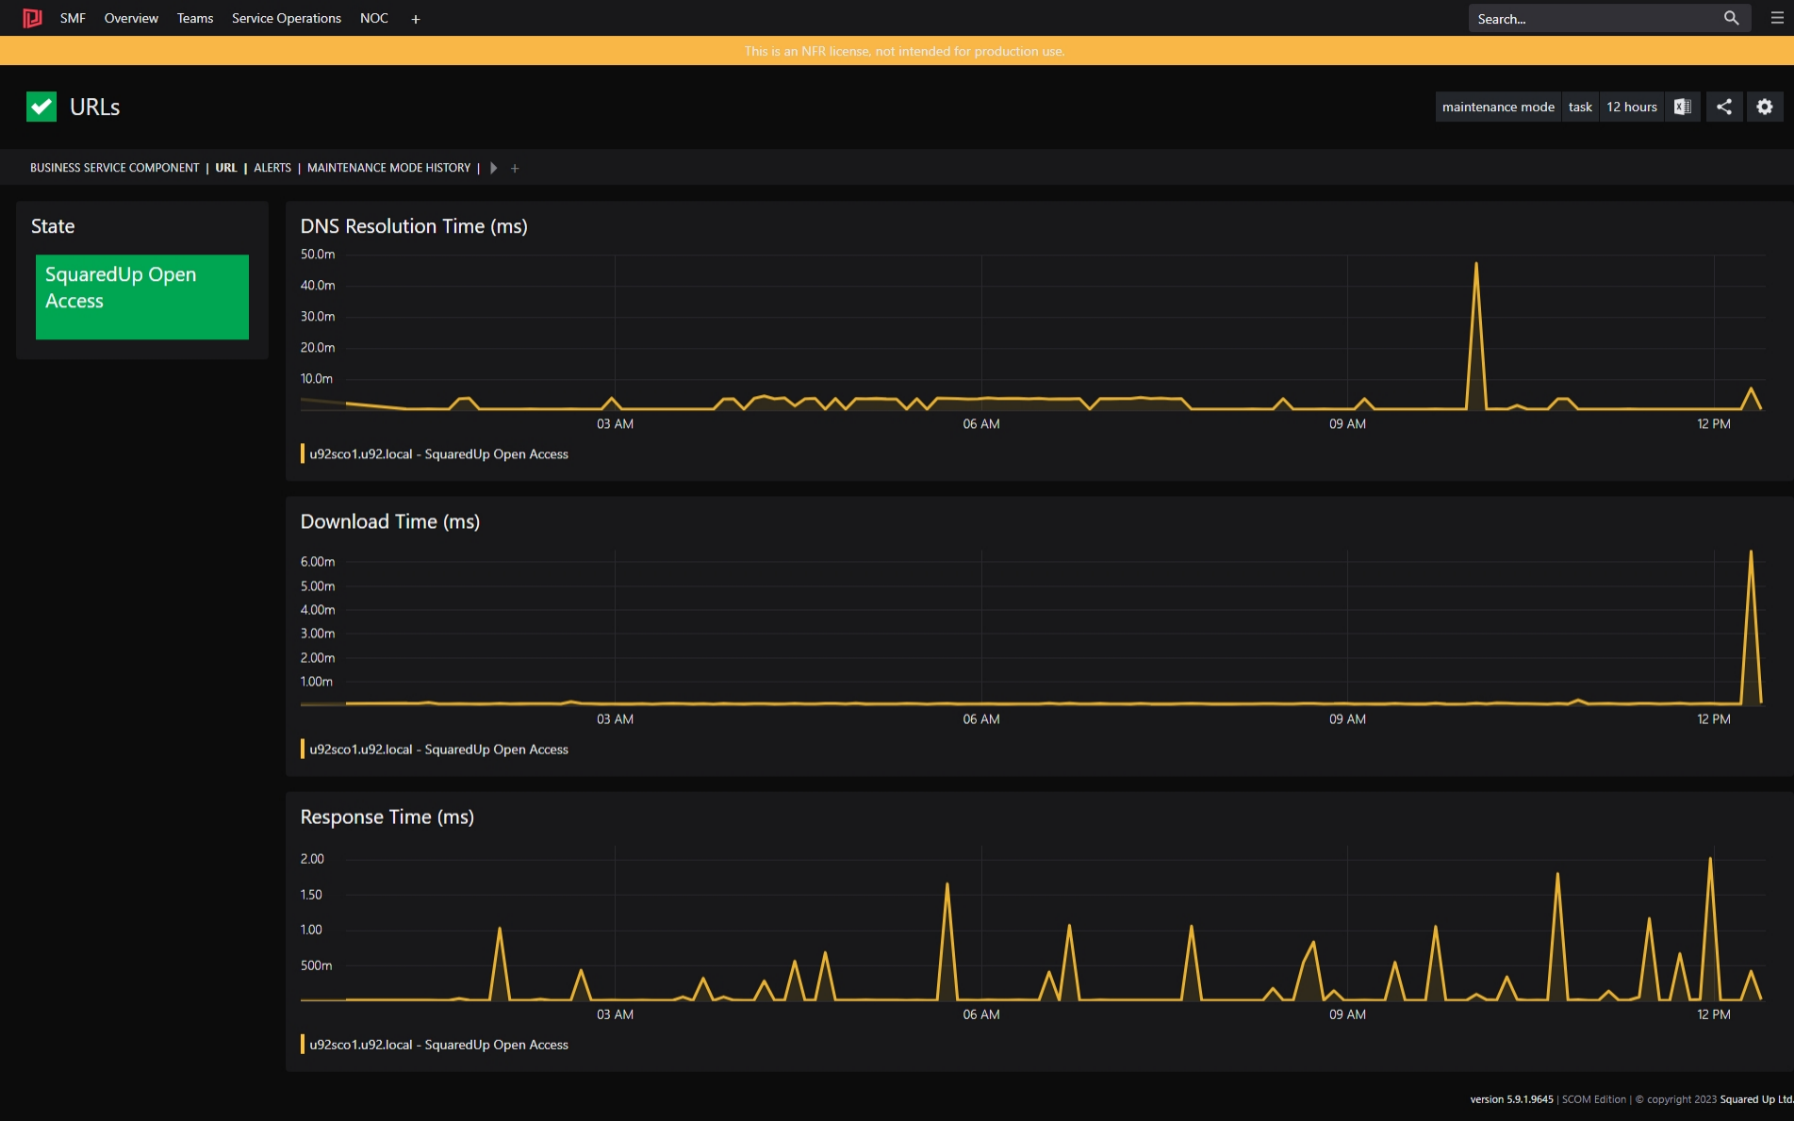 SMF Overview Teams Service Operations NOC + Search...
This is an NFR license, not intended for production use.
URLs
maintenance mode task 12 hours
BUSINESS SERVICE COMPONENT | URL | ALERTS | MAINTENANCE MODE HISTORY | +
State
SquaredUp Open
Access
DNS Resolution Time (ms)
50.0m
40.0m
30.0m
20.0m
10.0m
03 AM 06 AM 09 AM 12 PM
u92sco1.u92.local - SquaredUp Open Access
Download Time (ms)
6.00m
5.00m
4.00m
3.00m
2.00m
1.00m
03 AM 06 AM 09 AM 12 PM
u92sco1.u92.local - SquaredUp Open Access
Response Time (ms)
2.00
1.50
1.00
500m
03 AM 06 AM 09 AM 12 PM
u92sco1.u92.local - SquaredUp Open Access
version 5.9.1.9645 | SCOM Edition | © copyright 2023 Squared Up Ltd.